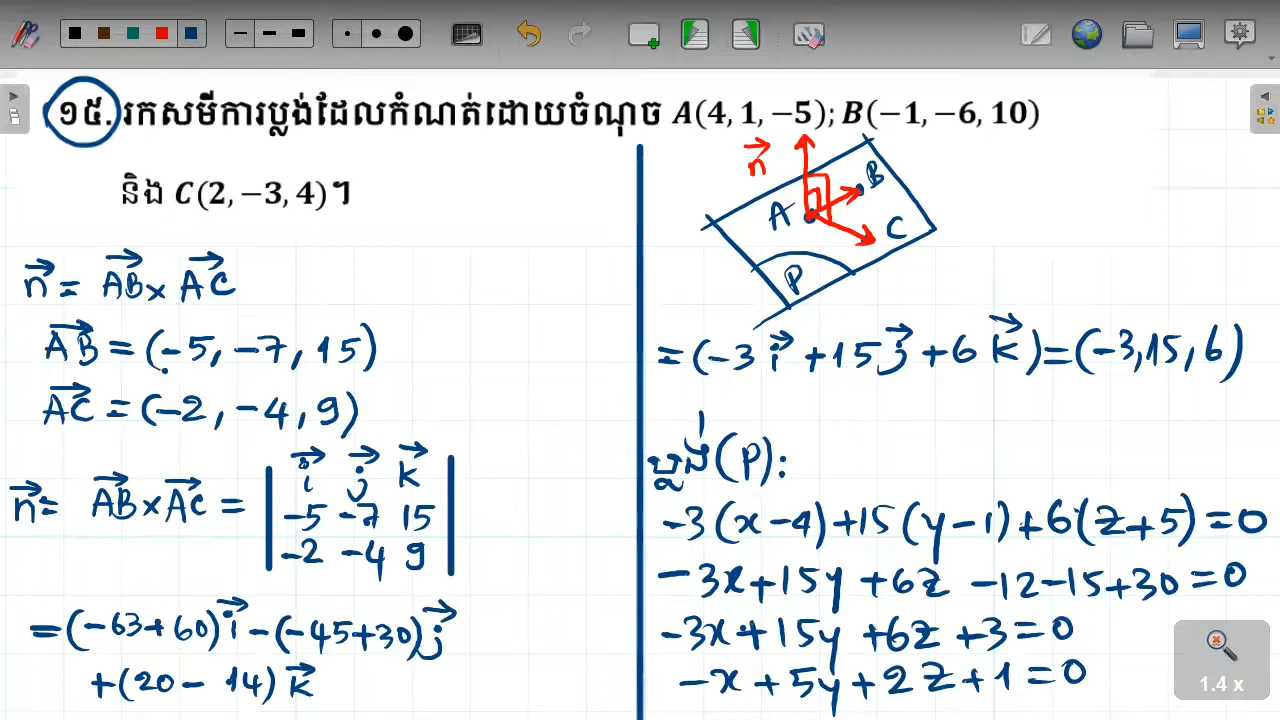 ១៥. រកសមីការប្លង់ដែលកំណត់ដោយចំណុច A(4, 1, −5); B(−1, −6, 10)
និង C(2, −3, 4)។
n⃗ = AB⃗ × AC⃗
AB⃗ = (-5, -7, 15)
AC⃗ = (-2, -4, 9)
n⃗ = AB⃗ × AC⃗ = | i⃗ j⃗ k⃗ |
-5 -7 15
-2 -4 9
= (-63+60) i⃗ - (-45+30) j⃗
+ (20 - 14) k⃗
n⃗
A
B
C
P
= (-3 i⃗ + 15 j⃗ + 6 k⃗) = (-3, 15, 6)
ប្លង់ (P):
-3(x-4) + 15(y-1) + 6(z+5) = 0
-3x + 15y + 6z -12 -15 +30 = 0
-3x + 15y + 6z + 3 = 0
-x + 5y + 2z + 1 = 0
1.4 x